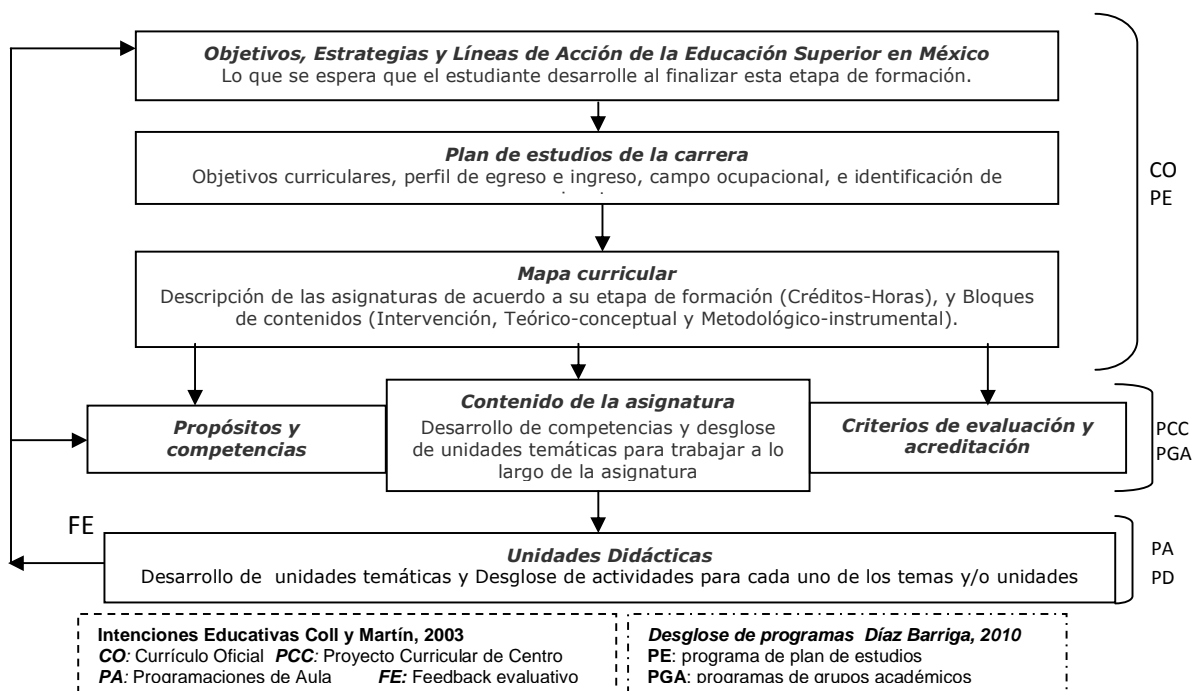 Objetivos, Estrategias y Líneas de Acción de la Educación Superior en México
Lo que se espera que el estudiante desarrolle al finalizar esta etapa de formación.
Plan de estudios de la carrera
Objetivos curriculares, perfil de egreso e ingreso, campo ocupacional, e identificación de
CO
PE
Mapa curricular
Descripción de las asignaturas de acuerdo a su etapa de formación (Créditos-Horas), y Bloques
de contenidos (Intervención, Teórico-conceptual y Metodológico-instrumental).
Propósitos y
competencias
Contenido de la asignatura
Desarrollo de competencias y desglose
de unidades temáticas para trabajar a lo
largo de la asignatura
Criterios de evaluación y
acreditación
PCC
PGA
FE
Unidades Didácticas
Desarrollo de unidades temáticas y Desglose de actividades para cada uno de los temas y/o unidades
PA
PD
Intenciones Educativas Coll y Martín, 2003
CO: Currículo Oficial PCC: Proyecto Curricular de Centro
PA: Programaciones de Aula FE: Feedback evaluativo
Desglose de programas Díaz Barriga, 2010
PE: programa de plan de estudios
PGA: programas de grupos académicos